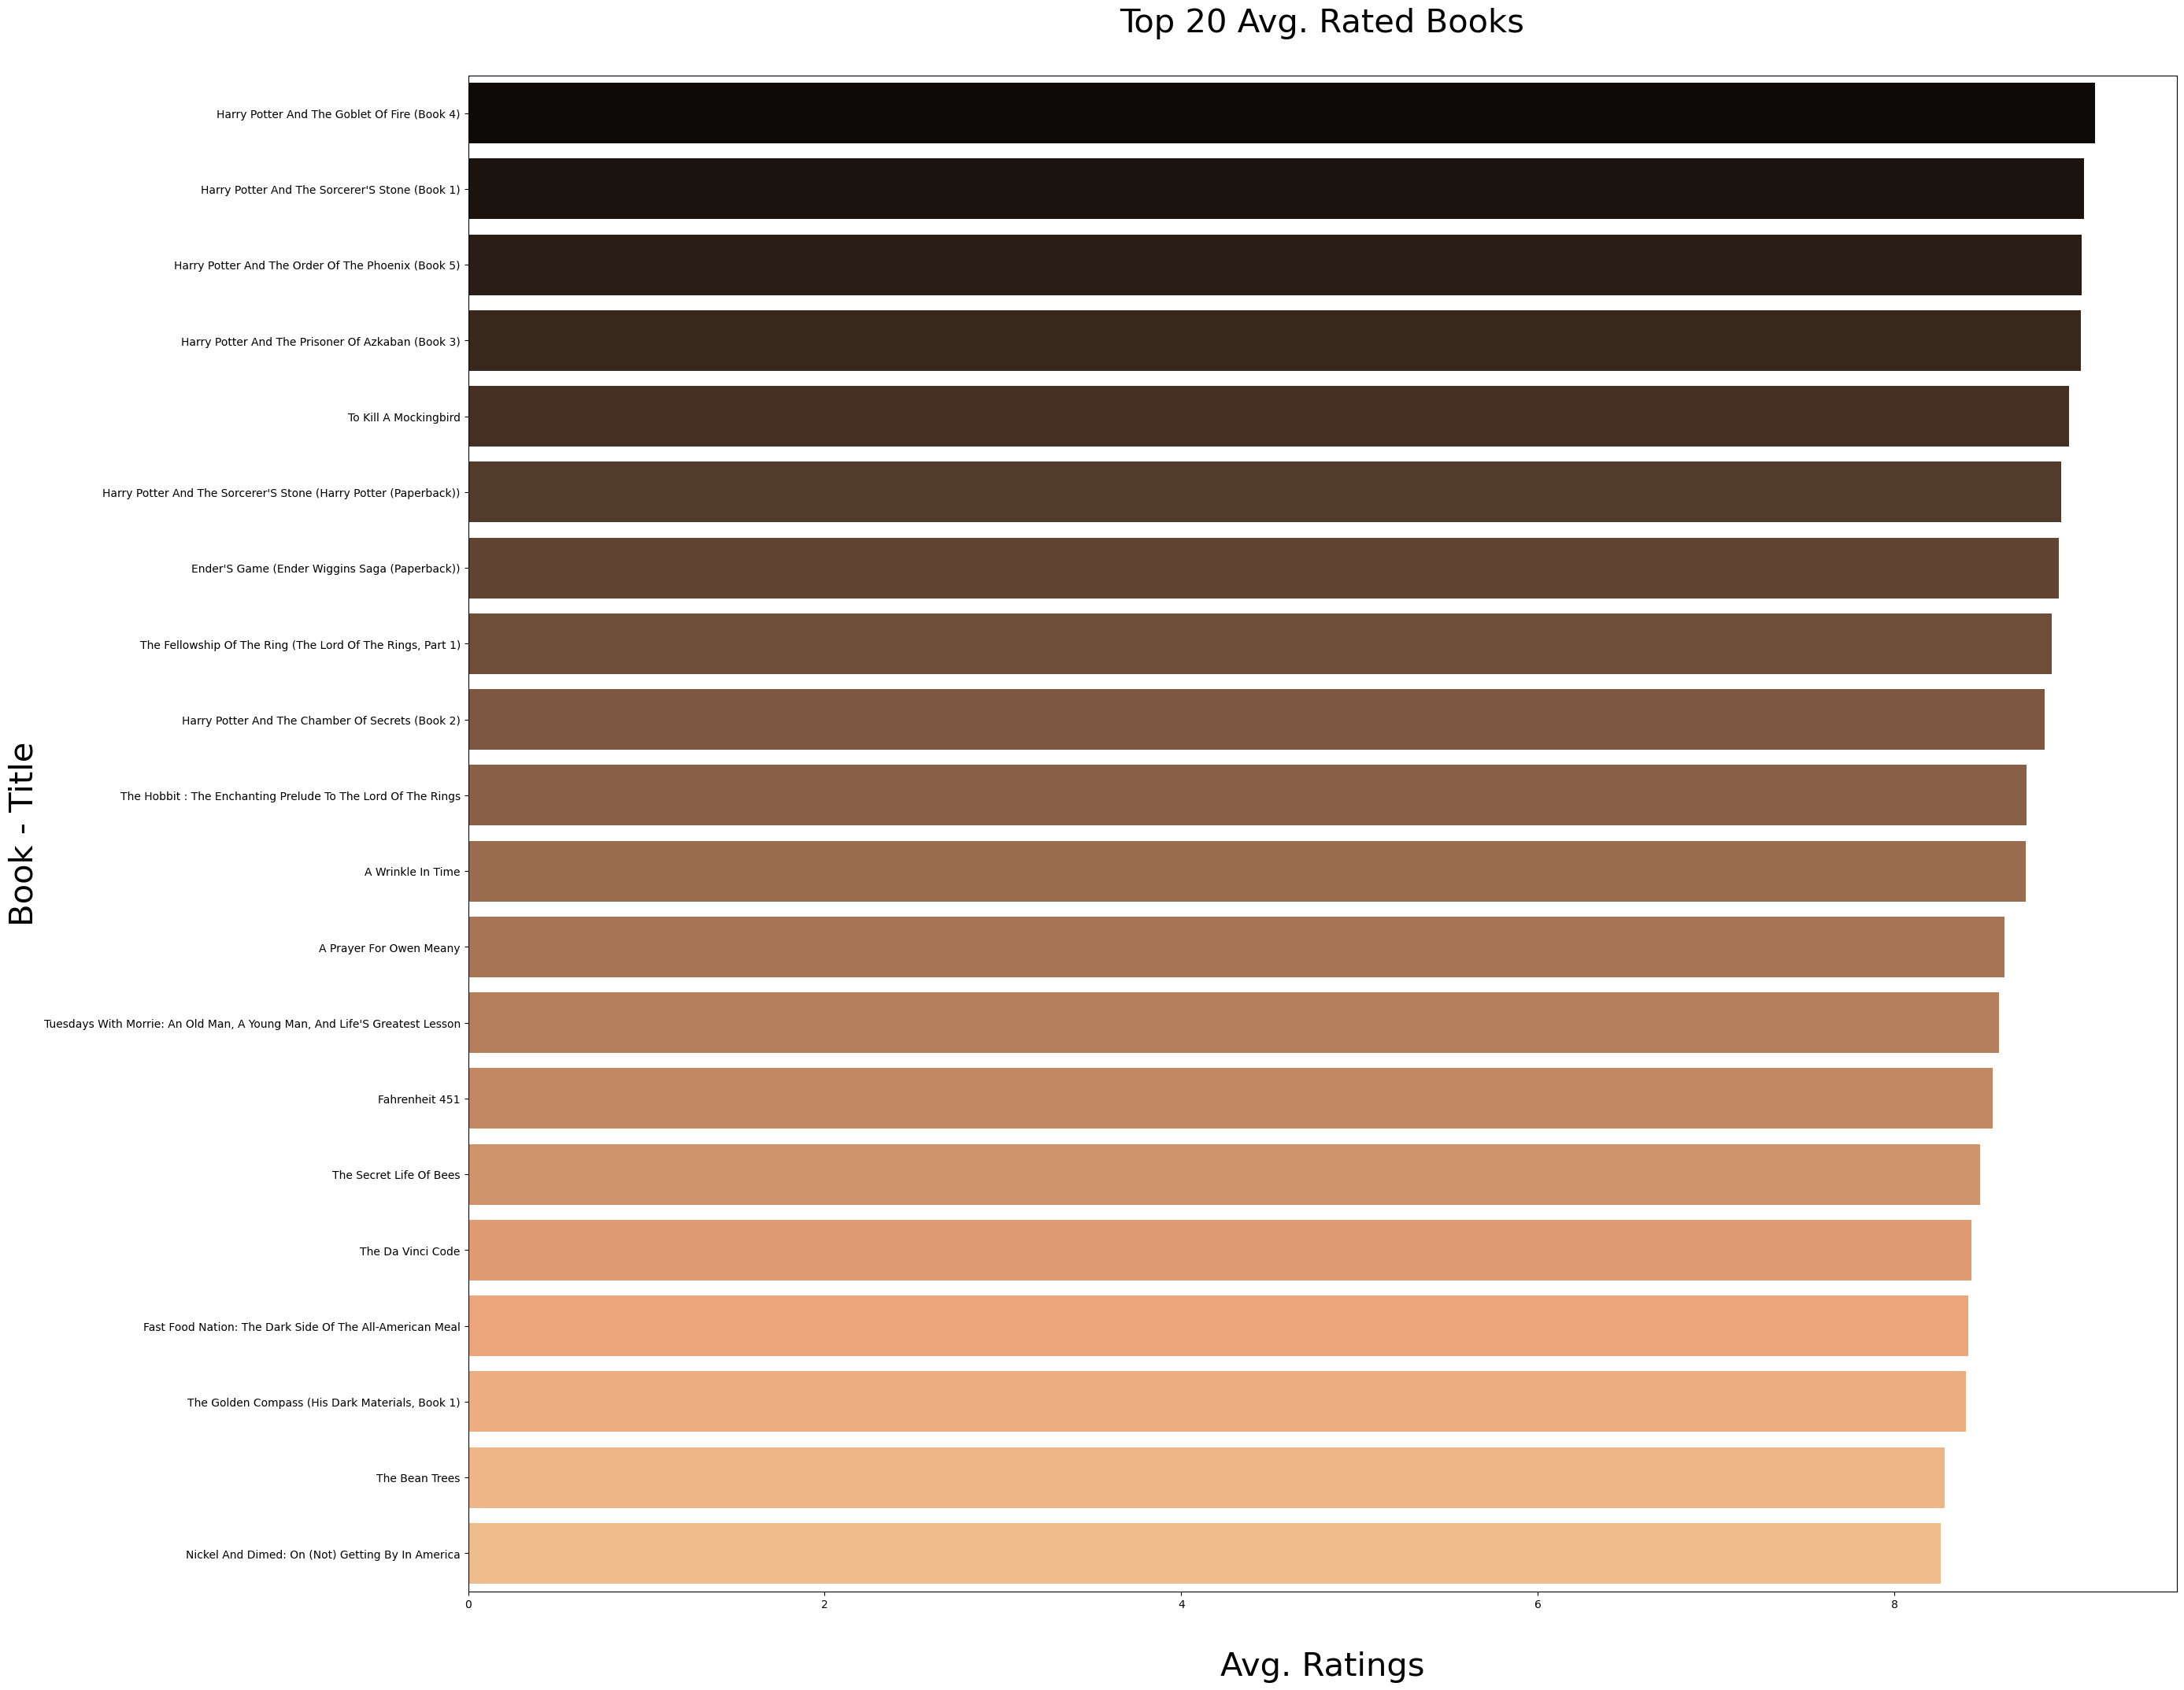 Top 20 Avg. Rated Books
Book - Title
Harry Potter And The Goblet Of Fire (Book 4)
Harry Potter And The Sorcerer'S Stone (Book 1)
Harry Potter And The Order Of The Phoenix (Book 5)
Harry Potter And The Prisoner Of Azkaban (Book 3)
To Kill A Mockingbird
Harry Potter And The Sorcerer'S Stone (Harry Potter (Paperback))
Ender'S Game (Ender Wiggins Saga (Paperback))
The Fellowship Of The Ring (The Lord Of The Rings, Part 1)
Harry Potter And The Chamber Of Secrets (Book 2)
The Hobbit : The Enchanting Prelude To The Lord Of The Rings
A Wrinkle In Time
A Prayer For Owen Meany
Tuesdays With Morrie: An Old Man, A Young Man, And Life'S Greatest Lesson
Fahrenheit 451
The Secret Life Of Bees
The Da Vinci Code
Fast Food Nation: The Dark Side Of The All-American Meal
The Golden Compass (His Dark Materials, Book 1)
The Bean Trees
Nickel And Dimed: On (Not) Getting By In America
0 2 4 6 8
Avg. Ratings